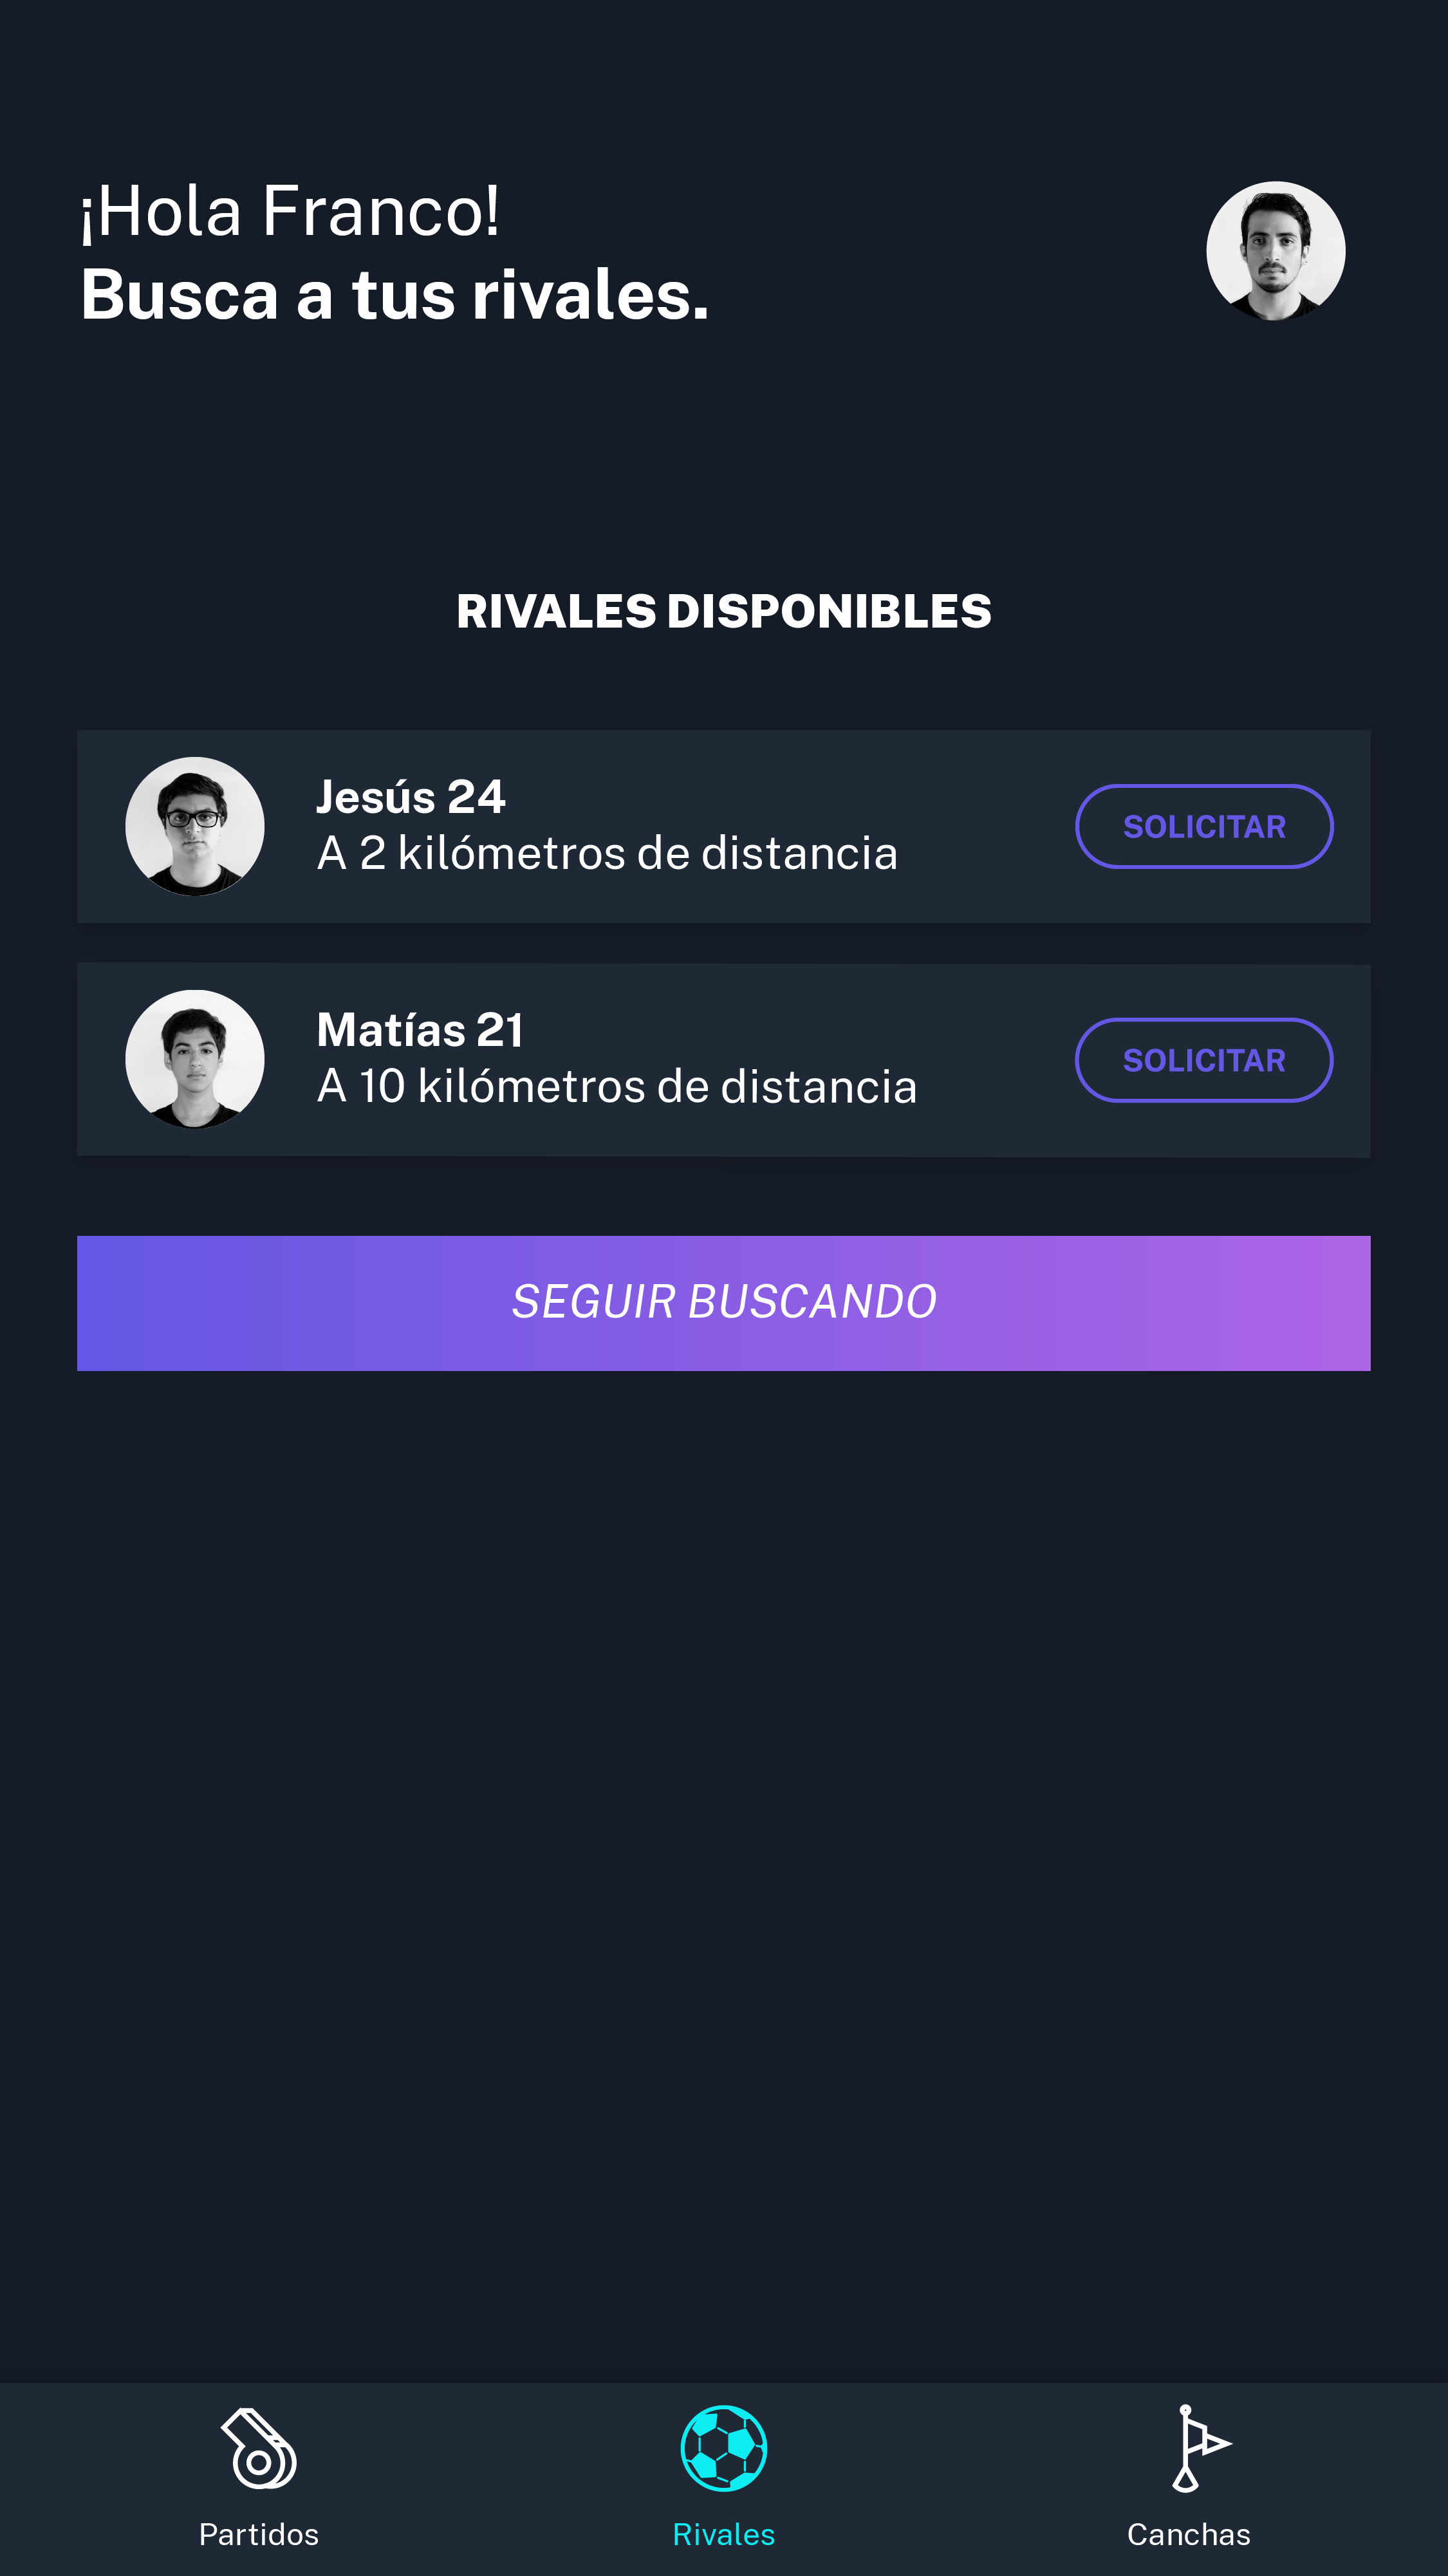 ¡Hola Franco!
Busca a tus rivales.
RIVALES DISPONIBLES
Jesús 24
A 2 kilómetros de distancia
SOLICITAR
Matías 21
A 10 kilómetros de distancia
SOLICITAR
SEGUIR BUSCANDO
Partidos
Rivales
Canchas